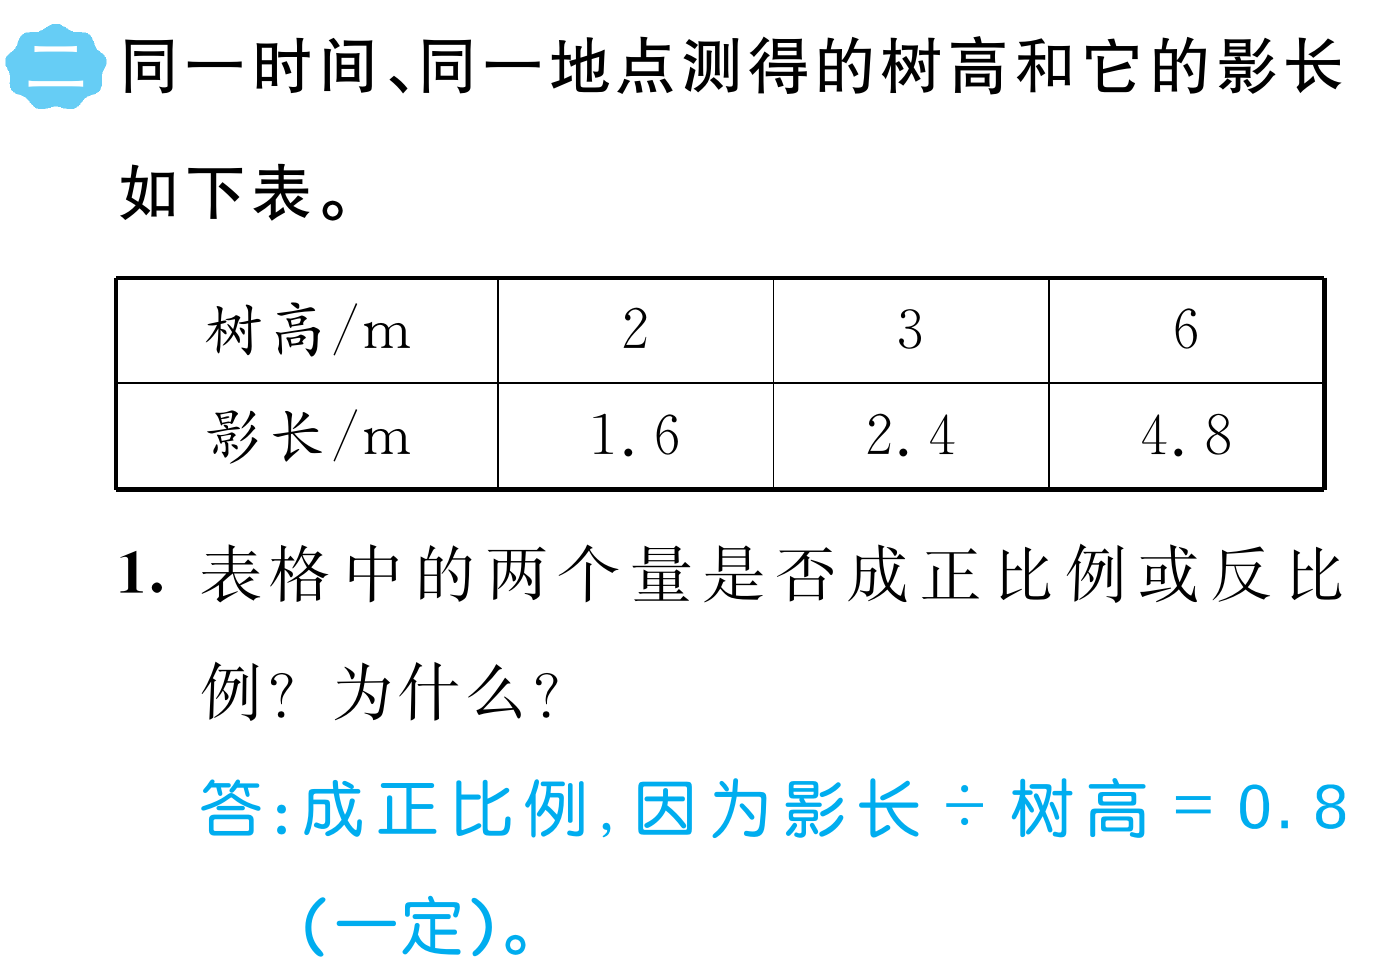 二 同一时间、同一地点测得的树高和它的影长
如下表。
树高/m 2 3 6
影长/m 1.6 2.4 4.8
1. 表格中的两个量是否成正比例或反比
例？为什么？
答:成正比例,因为影长÷树高=0.8
(一定)。